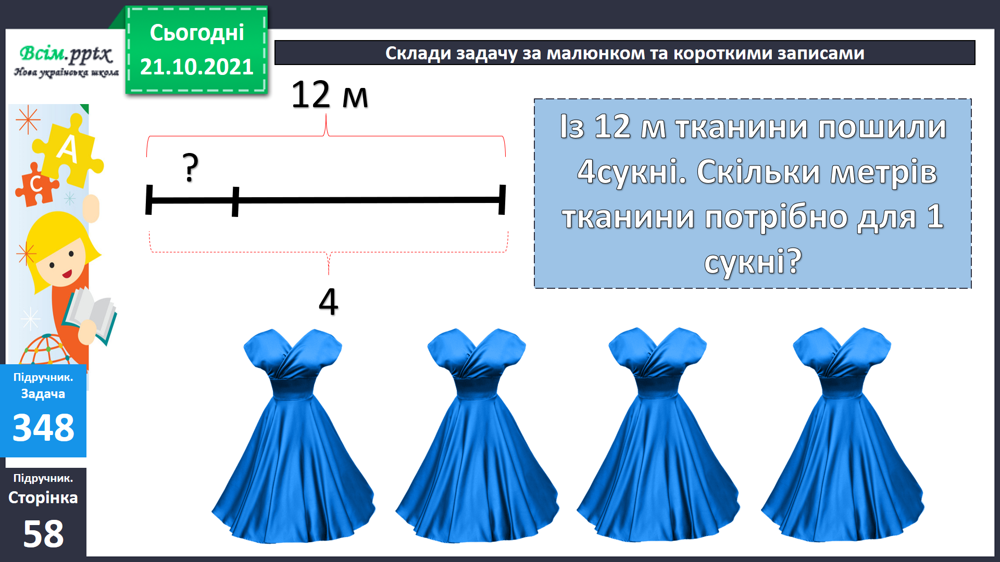 Сьогодні
21.10.2021
Всім.pptx
Нова українська школа
Склади задачу за малюнком та короткими записами
12 м
?
4
Із 12 м тканини пошили
4сукні. Скільки метрів
тканини потрібно для 1
сукні?
А
С
Підручник.
Задача
348
Підручник.
Сторінка
58